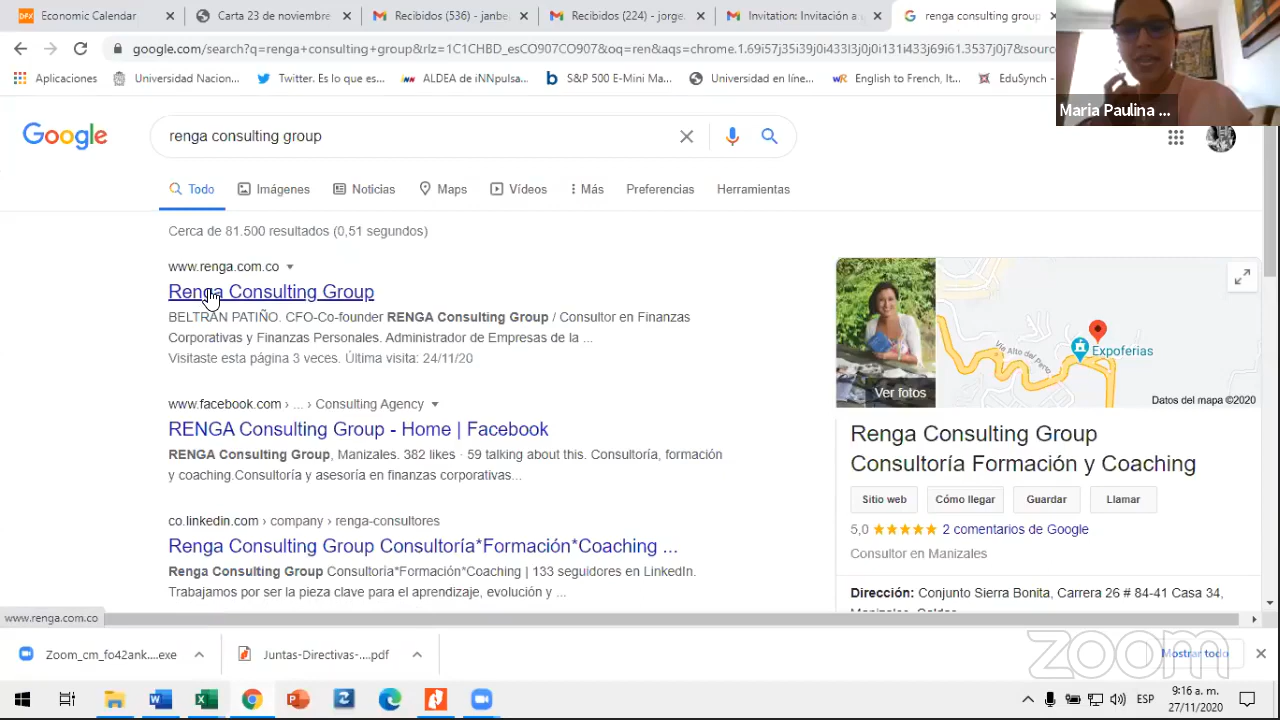 Economic Calendar
Carta 23 de noviembre
Recibidos (536) - janbe
Recibidos (224) - jorge.
Invitation: Invitación a
renga consulting group
google.com/search?q=renga+consulting+group&rlz=1C1CHBD_esCO907CO907&oq=ren&aqs=chrome.1.69i57j35i39j0i433l3j0j0i131i433j69i61.3537j0j7&sourc
Aplicaciones
Universidad Nacion...
Twitter. Es lo que es...
ALDEA de iNNpulsa...
S&P 500 E-Mini Ma...
Universidad en líne...
English to French, It...
EduSynch -
Maria Paulina ...
Google
renga consulting group
Todo
Imágenes
Noticias
Maps
Vídeos
Más
Preferencias
Herramientas
Cerca de 81.500 resultados (0,51 segundos)
www.renga.com.co
Renga Consulting Group
BELTRÁN PATIÑO. CFO-Co-founder RENGA Consulting Group / Consultor en Finanzas
Corporativas y Finanzas Personales. Administrador de Empresas de la ...
Visitaste esta página 3 veces. Última visita: 24/11/20
www.facebook.com › ... › Consulting Agency
RENGA Consulting Group - Home | Facebook
RENGA Consulting Group, Manizales. 382 likes · 59 talking about this. Consultoría, formación
y coaching.Consultoría y asesoría en finanzas corporativas...
co.linkedin.com › company › renga-consultores
Renga Consulting Group Consultoría*Formación*Coaching ...
Renga Consulting Group Consultoría*Formación*Coaching | 133 seguidores en LinkedIn.
Trabajamos por ser la pieza clave para el aprendizaje, evolución y ...
Ver fotos
Vía Alto del Perro
Expoferias
Datos del mapa ©2020
Renga Consulting Group
Consultoría Formación y Coaching
Sitio web
Cómo llegar
Guardar
Llamar
5,0
2 comentarios de Google
Consultor en Manizales
Dirección: Conjunto Sierra Bonita, Carrera 26 # 84-41 Casa 34,
Manizales, Caldas
www.renga.com.co
Zoom_cm_fo42ank....exe
Juntas-Directivas-....pdf
zoom
Mostrar todo
ESP
9:16 a. m.
27/11/2020